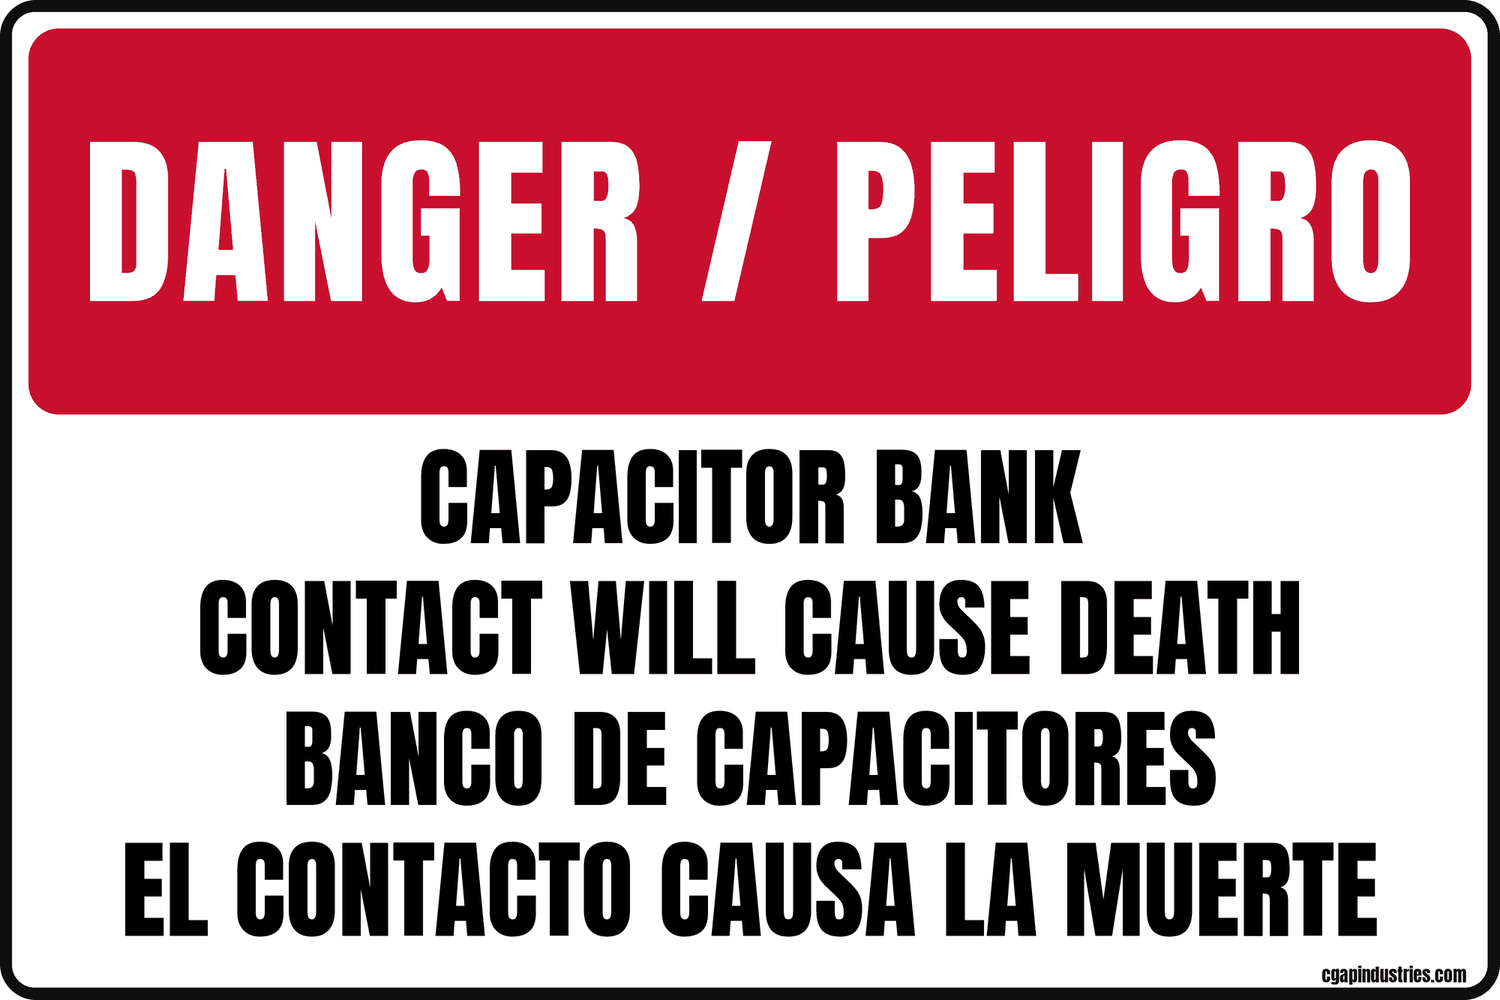 DANGER / PELIGRO
CAPACITOR BANK
CONTACT WILL CAUSE DEATH
BANCO DE CAPACITORES
EL CONTACTO CAUSA LA MUERTE
cgapindustries.com